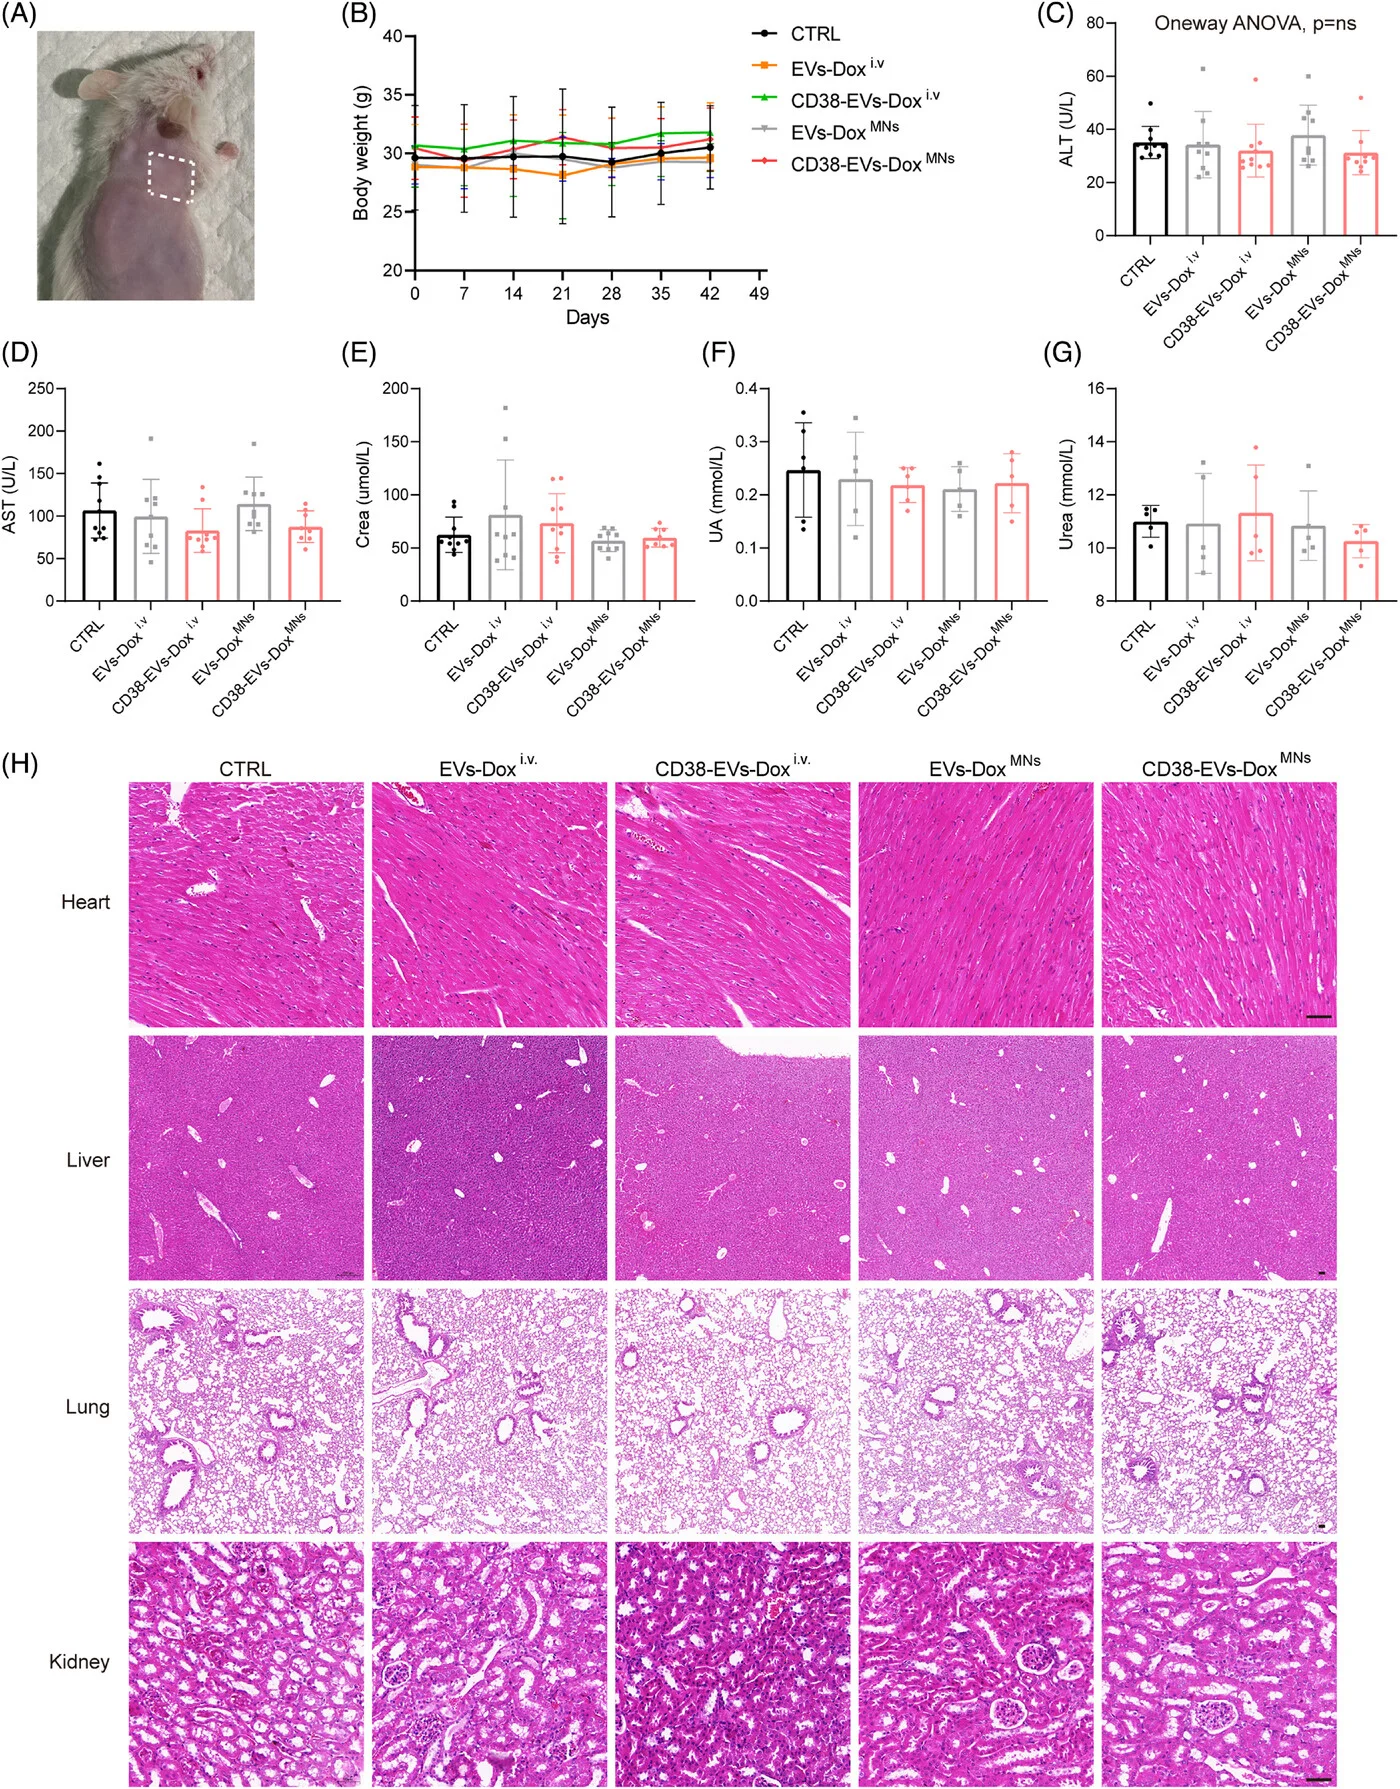 (A)
(B)
Body weight (g)
40
35
30
25
20
0 7 14 21 28 35 42 49
Days
CTRL
EVs-Dox i.v
CD38-EVs-Dox i.v
EVs-Dox MNs
CD38-EVs-Dox MNs
(C)
Oneway ANOVA, p=ns
ALT (U/L)
80
60
40
20
0
CTRL
EVs-Dox i.v
CD38-EVs-Dox i.v
EVs-Dox MNs
CD38-EVs-Dox MNs
(D)
AST (U/L)
250
200
150
100
50
0
CTRL
EVs-Dox i.v
CD38-EVs-Dox i.v
EVs-Dox MNs
CD38-EVs-Dox MNs
(E)
Crea (umol/L)
200
150
100
50
0
CTRL
EVs-Dox i.v
CD38-EVs-Dox i.v
EVs-Dox MNs
CD38-EVs-Dox MNs
(F)
UA (mmol/L)
0.4
0.3
0.2
0.1
0.0
CTRL
EVs-Dox i.v
CD38-EVs-Dox i.v
EVs-Dox MNs
CD38-EVs-Dox MNs
(G)
Urea (mmol/L)
16
14
12
10
8
CTRL
EVs-Dox i.v
CD38-EVs-Dox i.v
EVs-Dox MNs
CD38-EVs-Dox MNs
(H)
CTRL EVs-Dox i.v. CD38-EVs-Dox i.v. EVs-Dox MNs CD38-EVs-Dox MNs
Heart
Liver
Lung
Kidney